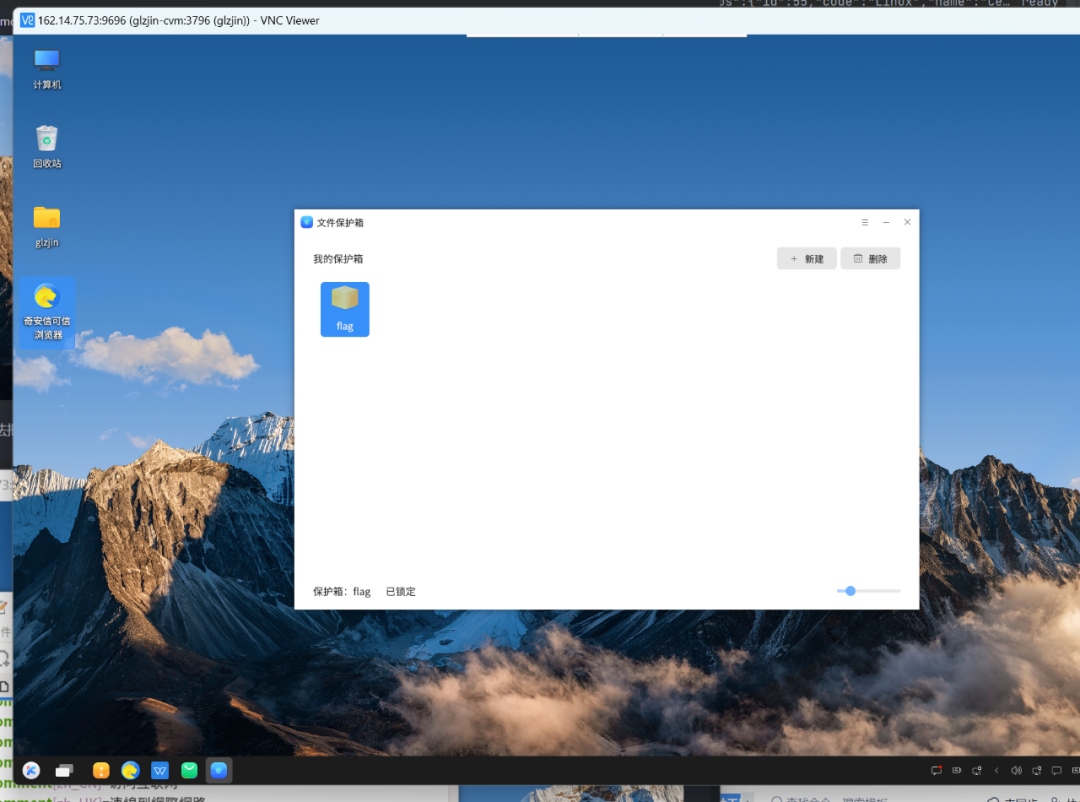 162.14.75.73:9696 (glzjin-cvm:3796 (glzjin)) - VNC Viewer
计算机
回收站
glzjin
奇安信可信
浏览器
文件保护箱
我的保护箱
新建
删除
flag
保护箱：flag 已锁定